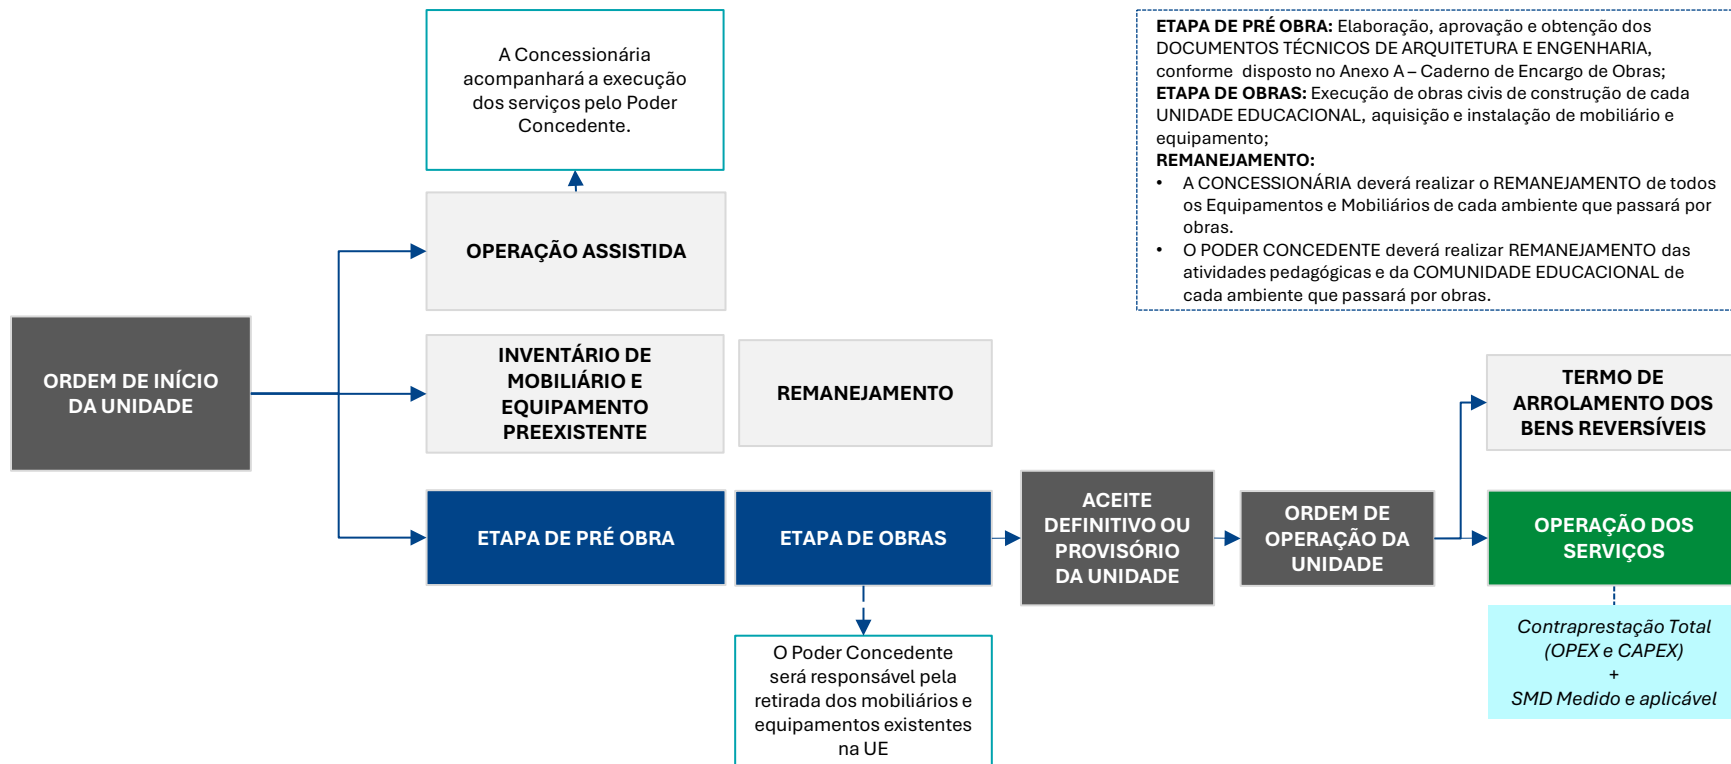 A Concessionária
acompanhará a execução
dos serviços pelo Poder
Concedente.
ETAPA DE PRÉ OBRA: Elaboração, aprovação e obtenção dos
DOCUMENTOS TÉCNICOS DE ARQUITETURA E ENGENHARIA,
conforme disposto no Anexo A – Caderno de Encargo de Obras;
ETAPA DE OBRAS: Execução de obras civis de construção de cada
UNIDADE EDUCACIONAL, aquisição e instalação de mobiliário e
equipamento;
REMANEJAMENTO:
• A CONCESSIONÁRIA deverá realizar o REMANEJAMENTO de todos
os Equipamentos e Mobiliários de cada ambiente que passará por
obras.
• O PODER CONCEDENTE deverá realizar REMANEJAMENTO das
atividades pedagógicas e da COMUNIDADE EDUCACIONAL de
cada ambiente que passará por obras.
OPERAÇÃO ASSISTIDA
ORDEM DE INÍCIO
DA UNIDADE
INVENTÁRIO DE
MOBILIÁRIO E
EQUIPAMENTO
PREEXISTENTE
REMANEJAMENTO
TERMO DE
ARROLAMENTO DOS
BENS REVERSÍVEIS
ETAPA DE PRÉ OBRA
ETAPA DE OBRAS
ACEITE
DEFINITIVO OU
PROVISÓRIO
DA UNIDADE
ORDEM DE
OPERAÇÃO DA
UNIDADE
OPERAÇÃO DOS
SERVIÇOS
O Poder Concedente
será responsável pela
retirada dos mobiliários e
equipamentos existentes
na UE
Contraprestação Total
(OPEX e CAPEX)
+
SMD Medido e aplicável